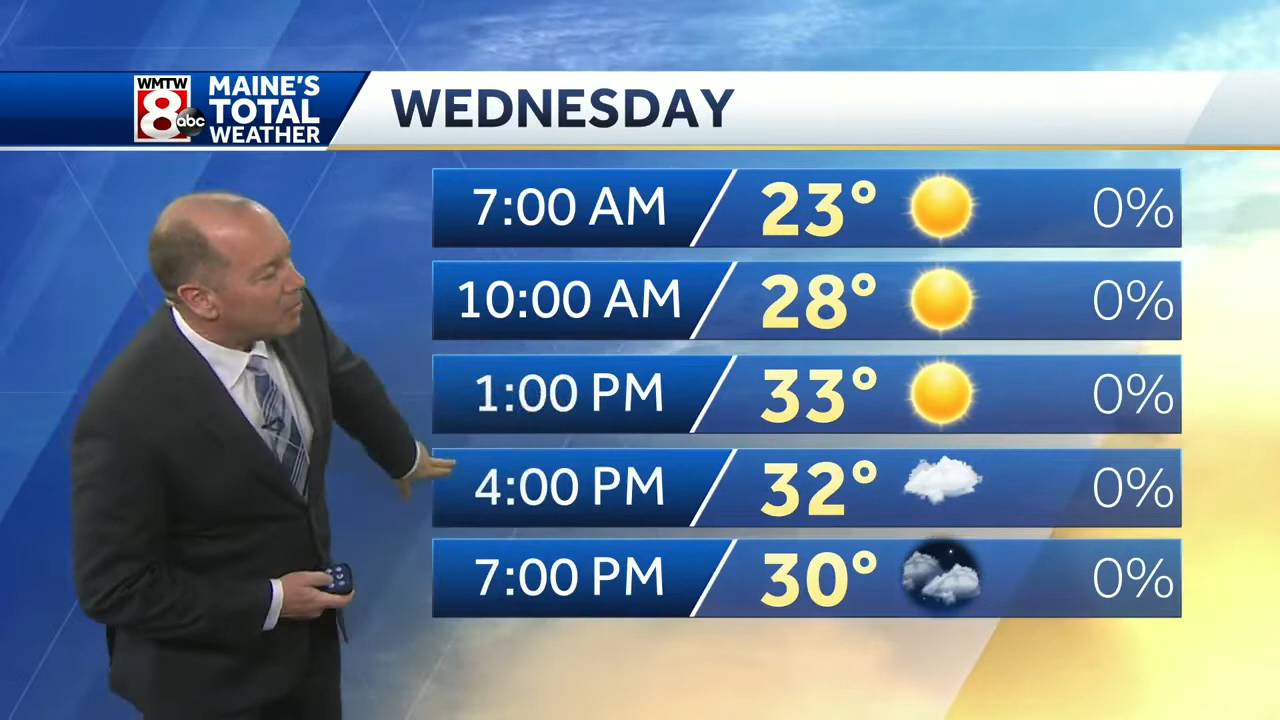 WMTW
8
abc
MAINE'S
TOTAL
WEATHER
WEDNESDAY
7:00 AM 23° 0%
10:00 AM 28° 0%
1:00 PM 33° 0%
4:00 PM 32° 0%
7:00 PM 30° 0%